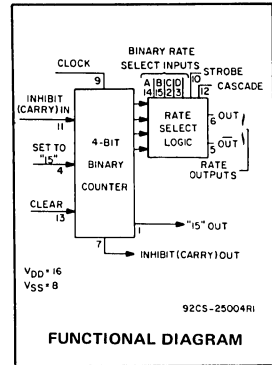 BINARY RATE
SELECT INPUTS
CLOCK
A B C D
STROBE
9
14 15 2 3
10
CASCADE
12
INHIBIT
(CARRY) IN
11
RATE
SELECT
LOGIC
6 OUT
5 OUT
RATE
OUTPUTS
4-BIT
BINARY
COUNTER
SET TO
"15"
4
CLEAR
13
1
"15" OUT
7
INHIBIT (CARRY) OUT
VDD = 16
VSS = 8
92CS-25004R1
FUNCTIONAL DIAGRAM